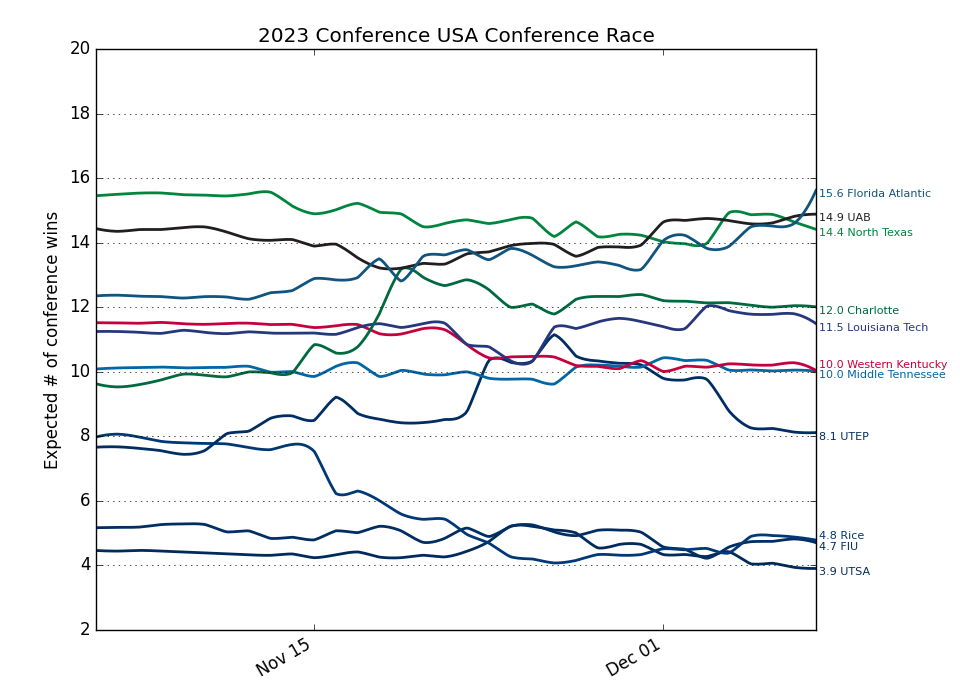 2023 Conference USA Conference Race
Expected # of conference wins
20
18
16
14
12
10
8
6
4
2
Nov 15
Dec 01
15.6 Florida Atlantic
14.9 UAB
14.4 North Texas
12.0 Charlotte
11.5 Louisiana Tech
10.0 Western Kentucky
10.0 Middle Tennessee
8.1 UTEP
4.8 Rice
4.7 FIU
3.9 UTSA